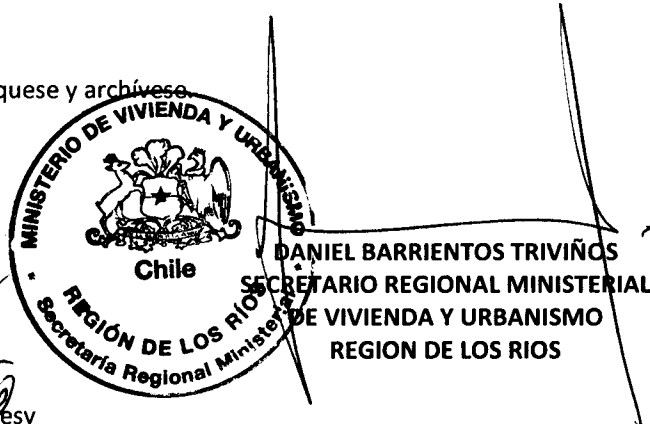 quese y archívese.
MINISTERIO DE VIVIENDA Y URBANISMO
Chile
REGIÓN DE LOS RÍOS
* Secretaría Regional Ministerial *
DANIEL BARRIENTOS TRIVIÑOS
SECRETARIO REGIONAL MINISTERIAL
DE VIVIENDA Y URBANISMO
REGION DE LOS RIOS
esv